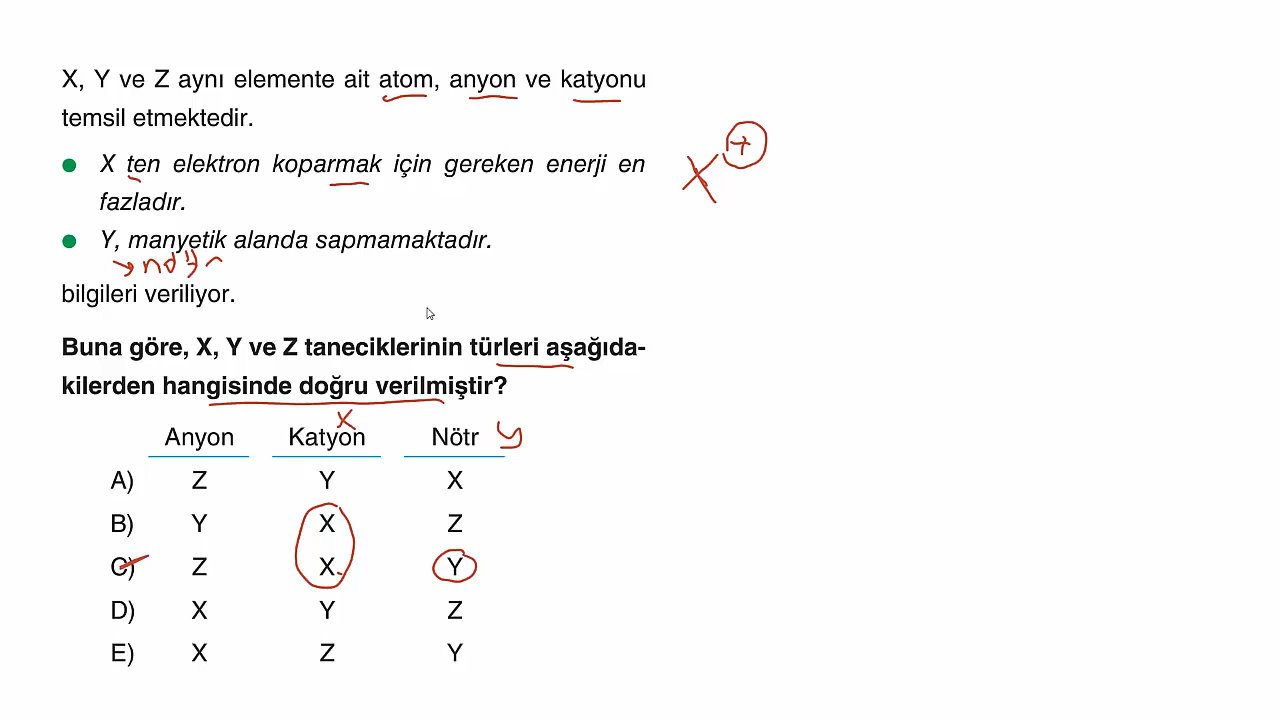 X, Y ve Z aynı elemente ait atom, anyon ve katyonu
temsil etmektedir.
X ten elektron koparmak için gereken enerji en
fazladır.
Y, manyetik alanda sapmamaktadır.
bilgileri veriliyor.
Buna göre, X, Y ve Z taneciklerinin türleri aşağıda-
kilerden hangisinde doğru verilmiştir?
x
Anyon Katyon Nötr y
A) Z Y X
B) Y X Z
C) Z X Y
D) X Y Z
E) X Z Y
X +